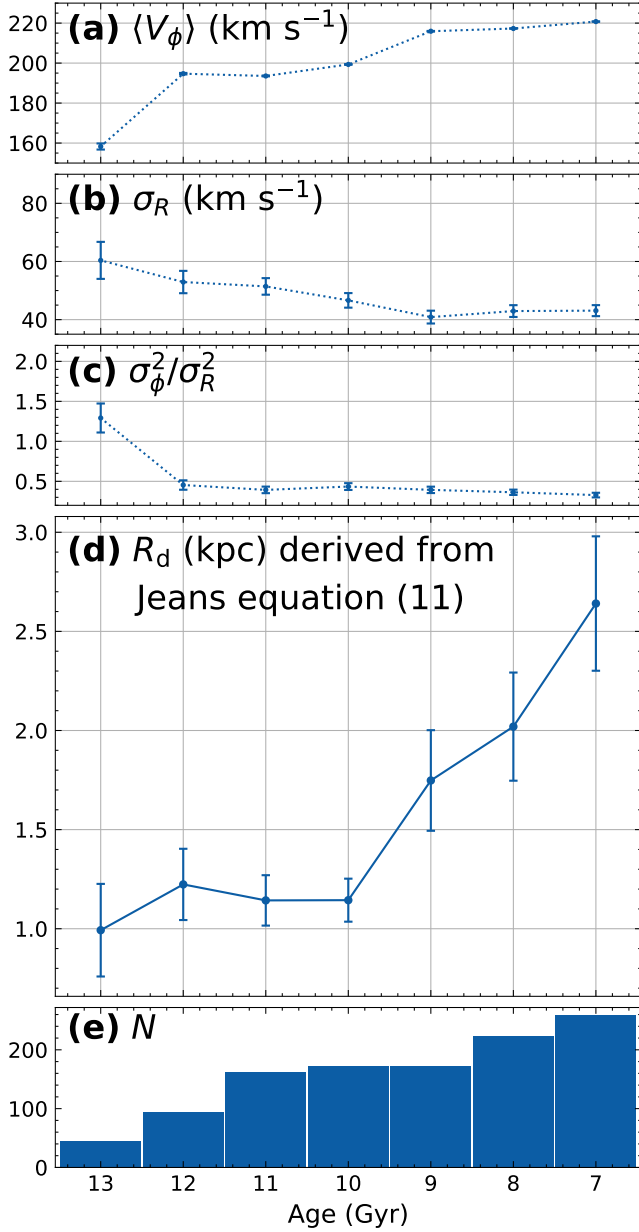 (a) ⟨V_ϕ⟩ (km s⁻¹)
220
200
180
160
(b) σ_R (km s⁻¹)
80
60
40
(c) σ_ϕ²/σ_R²
2.0
1.5
1.0
0.5
(d) R_d (kpc) derived from
Jeans equation (11)
3.0
2.5
2.0
1.5
1.0
(e) N
200
100
0
13 12 11 10 9 8 7
Age (Gyr)